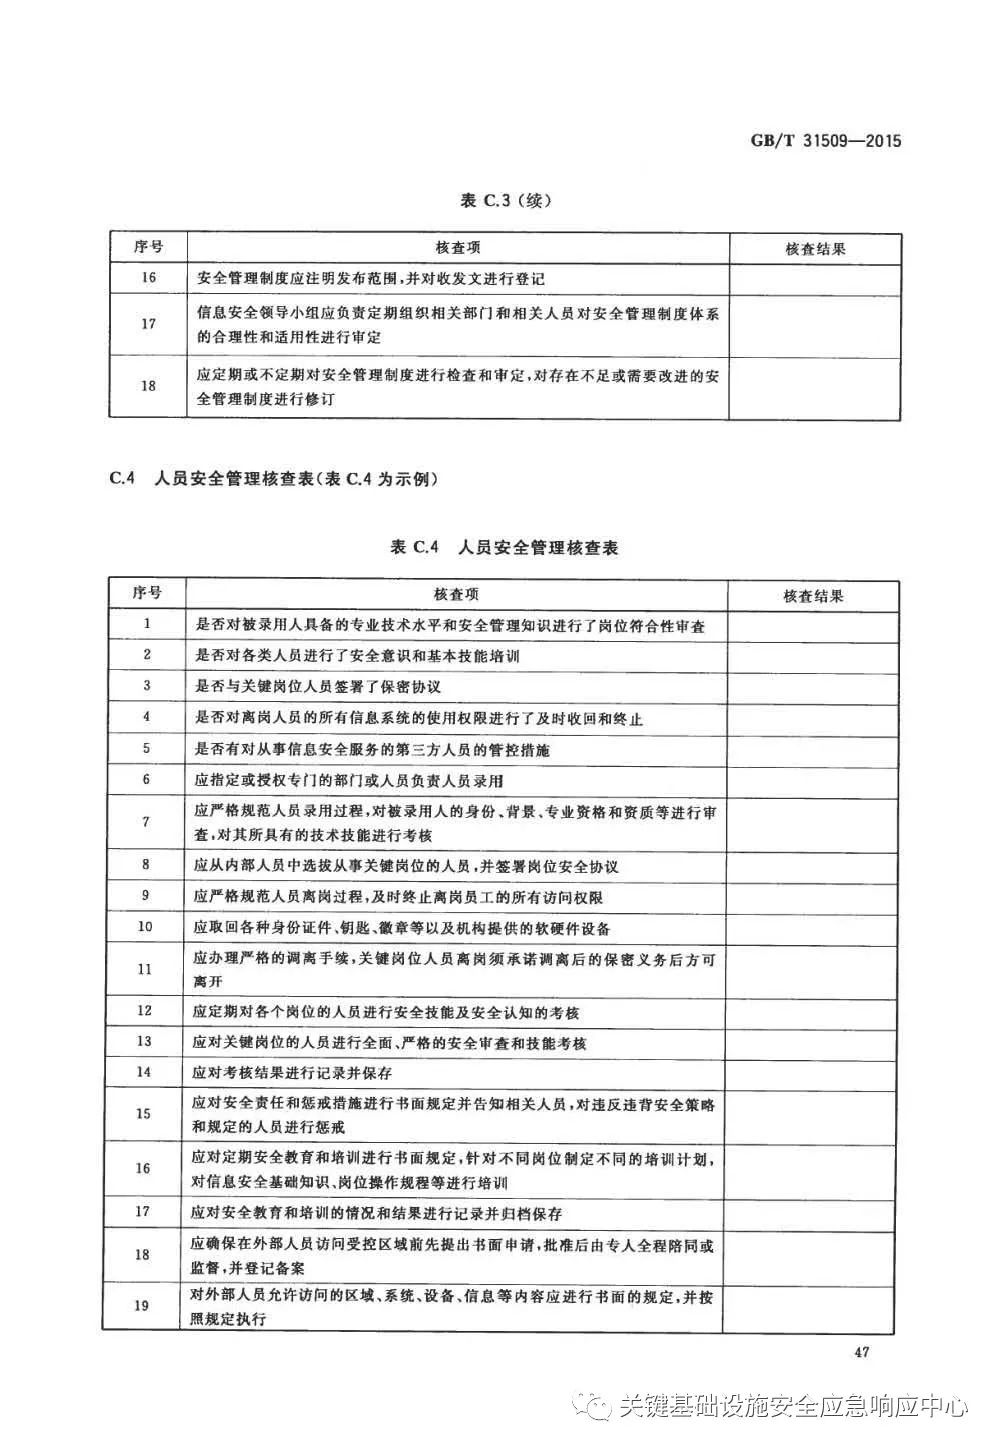 GB/T 31509—2015
表 C.3（续）
序号 核查项 核查结果
16 安全管理制度应注明发布范围,并对收发文进行登记
17 信息安全领导小组应负责定期组织相关部门和相关人员对安全管理制度体系
的合理性和适用性进行审定
18 应定期或不定期对安全管理制度进行检查和审定,对存在不足或需要改进的安
全管理制度进行修订
C.4 人员安全管理核查表(表 C.4 为示例)
表 C.4 人员安全管理核查表
序号 核查项 核查结果
1 是否对被录用人具备的专业技术水平和安全管理知识进行了岗位符合性审查
2 是否对各类人员进行了安全意识和基本技能培训
3 是否与关键岗位人员签署了保密协议
4 是否对离岗人员的所有信息系统的使用权限进行了及时收回和终止
5 是否有对从事信息安全服务的第三方人员的管控措施
6 应指定或授权专门的部门或人员负责人员录用
7 应严格规范人员录用过程,对被录用人的身份、背景、专业资格和资质等进行审
查,对其所具有的技术技能进行考核
8 应从内部人员中选拔从事关键岗位的人员,并签署岗位安全协议
9 应严格规范人员离岗过程,及时终止离岗员工的所有访问权限
10 应取回各种身份证件、钥匙、徽章等以及机构提供的软硬件设备
11 应办理严格的调离手续,关键岗位人员离岗须承诺调离后的保密义务后方可
离开
12 应定期对各个岗位的人员进行安全技能及安全认知的考核
13 应对关键岗位的人员进行全面、严格的安全审查和技能考核
14 应对考核结果进行记录并保存
15 应对安全责任和惩戒措施进行书面规定并告知相关人员,对违反违背安全策略
和规定的人员进行惩戒
16 应对定期安全教育和培训进行书面规定,针对不同岗位制定不同的培训计划,
对信息安全基础知识、岗位操作规程等进行培训
17 应对安全教育和培训的情况和结果进行记录并归档保存
18 应确保在外部人员访问受控区域前先提出书面申请,批准后由专人全程陪同或
监督,并登记备案
19 对外部人员允许访问的区域、系统、设备、信息等内容应进行书面的规定,并按
照规定执行
47
关键基础设施安全应急响应中心